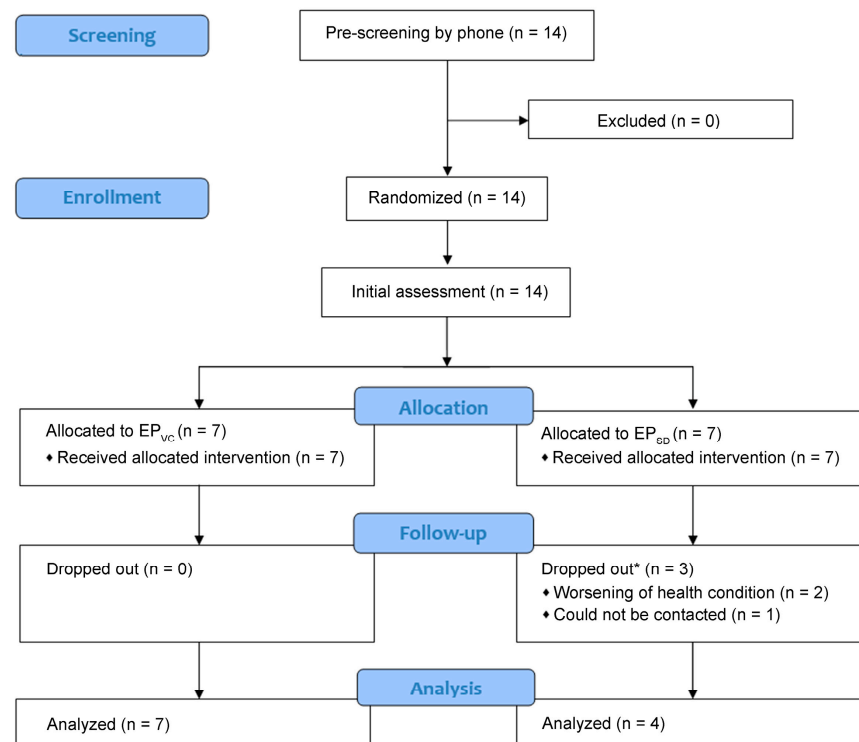 Screening
Pre-screening by phone (n = 14)
Excluded (n = 0)
Enrollment
Randomized (n = 14)
Initial assessment (n = 14)
Allocation
Allocated to EPVC (n = 7)
♦ Received allocated intervention (n = 7)
Allocated to EPSD (n = 7)
♦ Received allocated intervention (n = 7)
Follow-up
Dropped out (n = 0)
Dropped out* (n = 3)
♦ Worsening of health condition (n = 2)
♦ Could not be contacted (n = 1)
Analysis
Analyzed (n = 7)
Analyzed (n = 4)